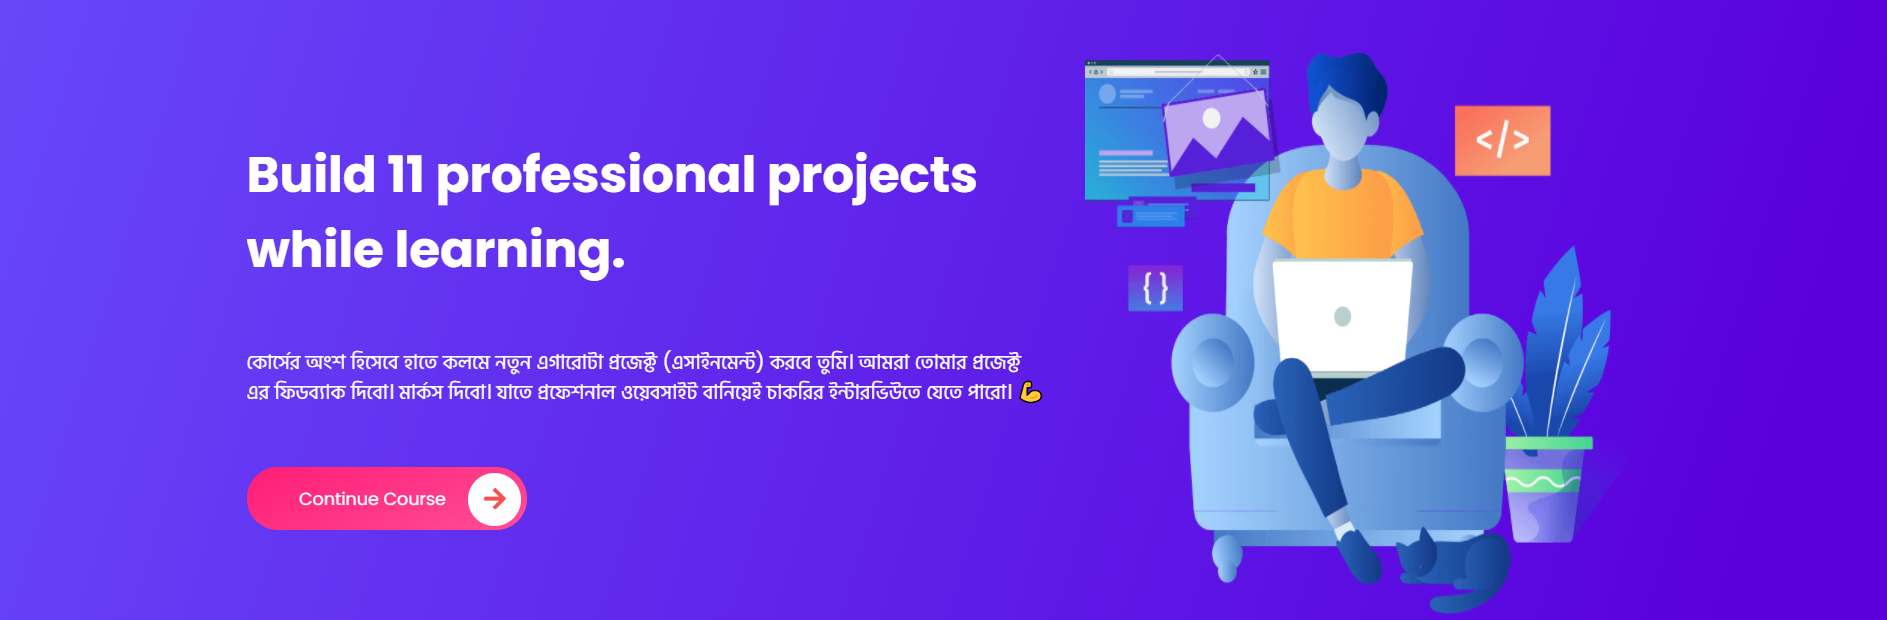 Build 11 professional projects
while learning.
কোর্সের অংশ হিসেবে হাতে কলমে নতুন এগারোটা প্রজেক্ট (এসাইনমেন্ট) করবে তুমি। আমরা তোমার প্রজেক্ট
এর ফিডব্যাক দিবো। মার্কস দিবো। যাতে প্রফেশনাল ওয়েবসাইট বানিয়েই চাকরির ইন্টারভিউতে যেতে পারো। 💪
Continue Course
</>
{ }